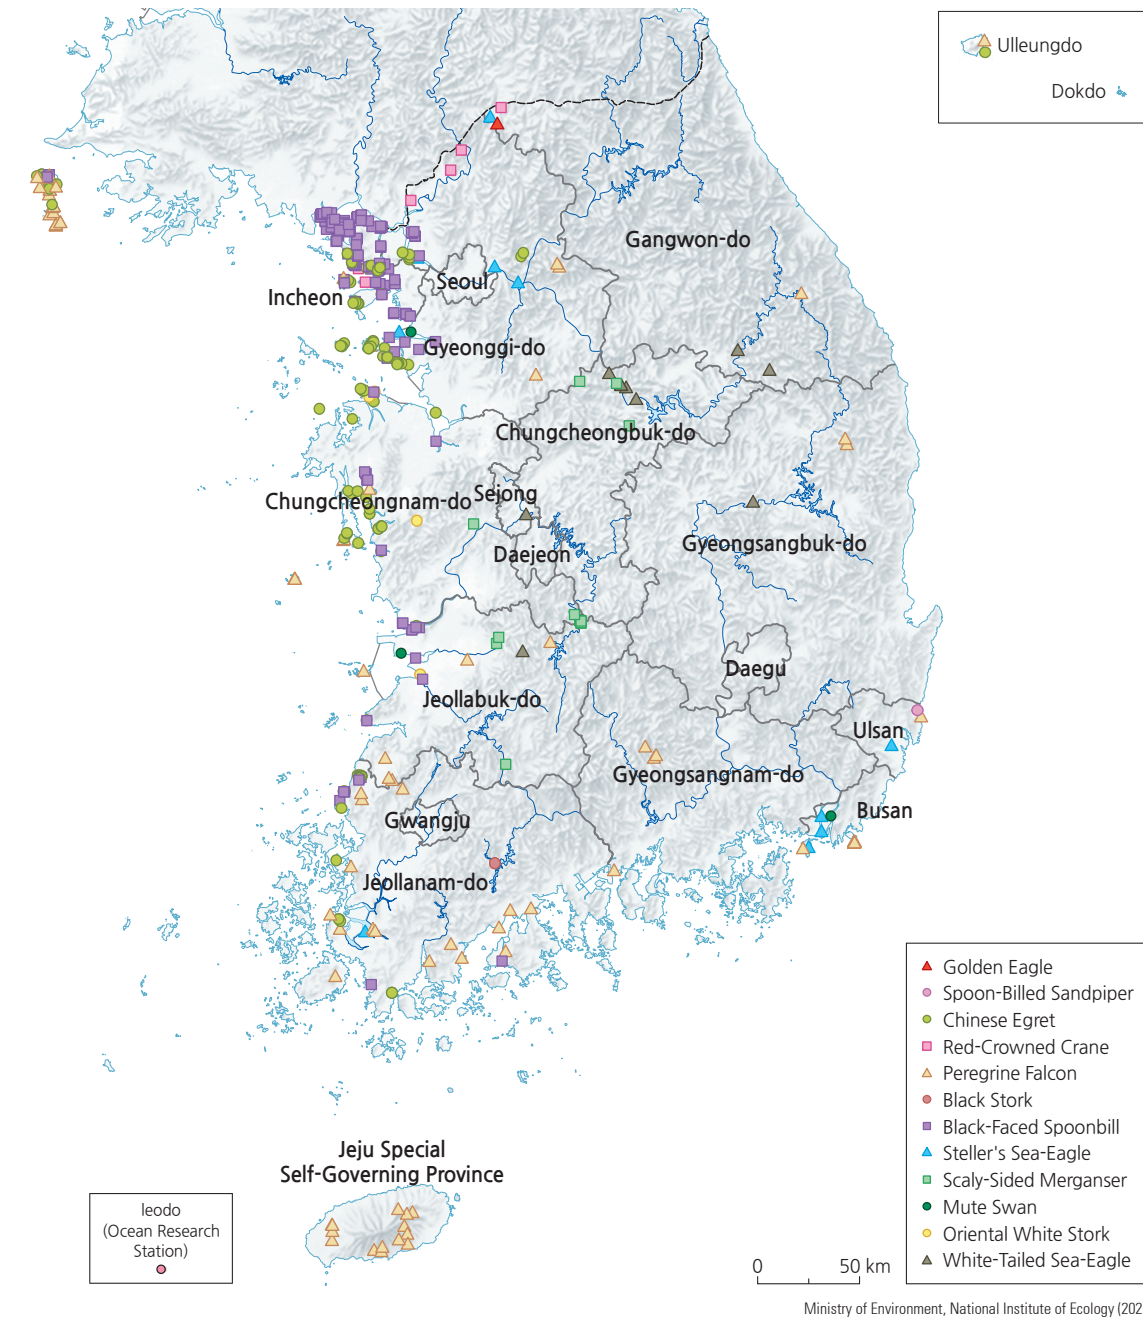 Ulleungdo
Dokdo
Gangwon-do
Seoul
Incheon
Gyeonggi-do
Chungcheongbuk-do
Sejong
Chungcheongnam-do
Daejeon
Gyeongsangbuk-do
Daegu
Jeollabuk-do
Ulsan
Gyeongsangnam-do
Busan
Gwangju
Jeollanam-do
Golden Eagle
Spoon-Billed Sandpiper
Chinese Egret
Red-Crowned Crane
Peregrine Falcon
Black Stork
Black-Faced Spoonbill
Steller's Sea-Eagle
Scaly-Sided Merganser
Mute Swan
Oriental White Stork
White-Tailed Sea-Eagle
Jeju Special
Self-Governing Province
Ieodo
(Ocean Research
Station)
0 50 km
Ministry of Environment, National Institute of Ecology (202